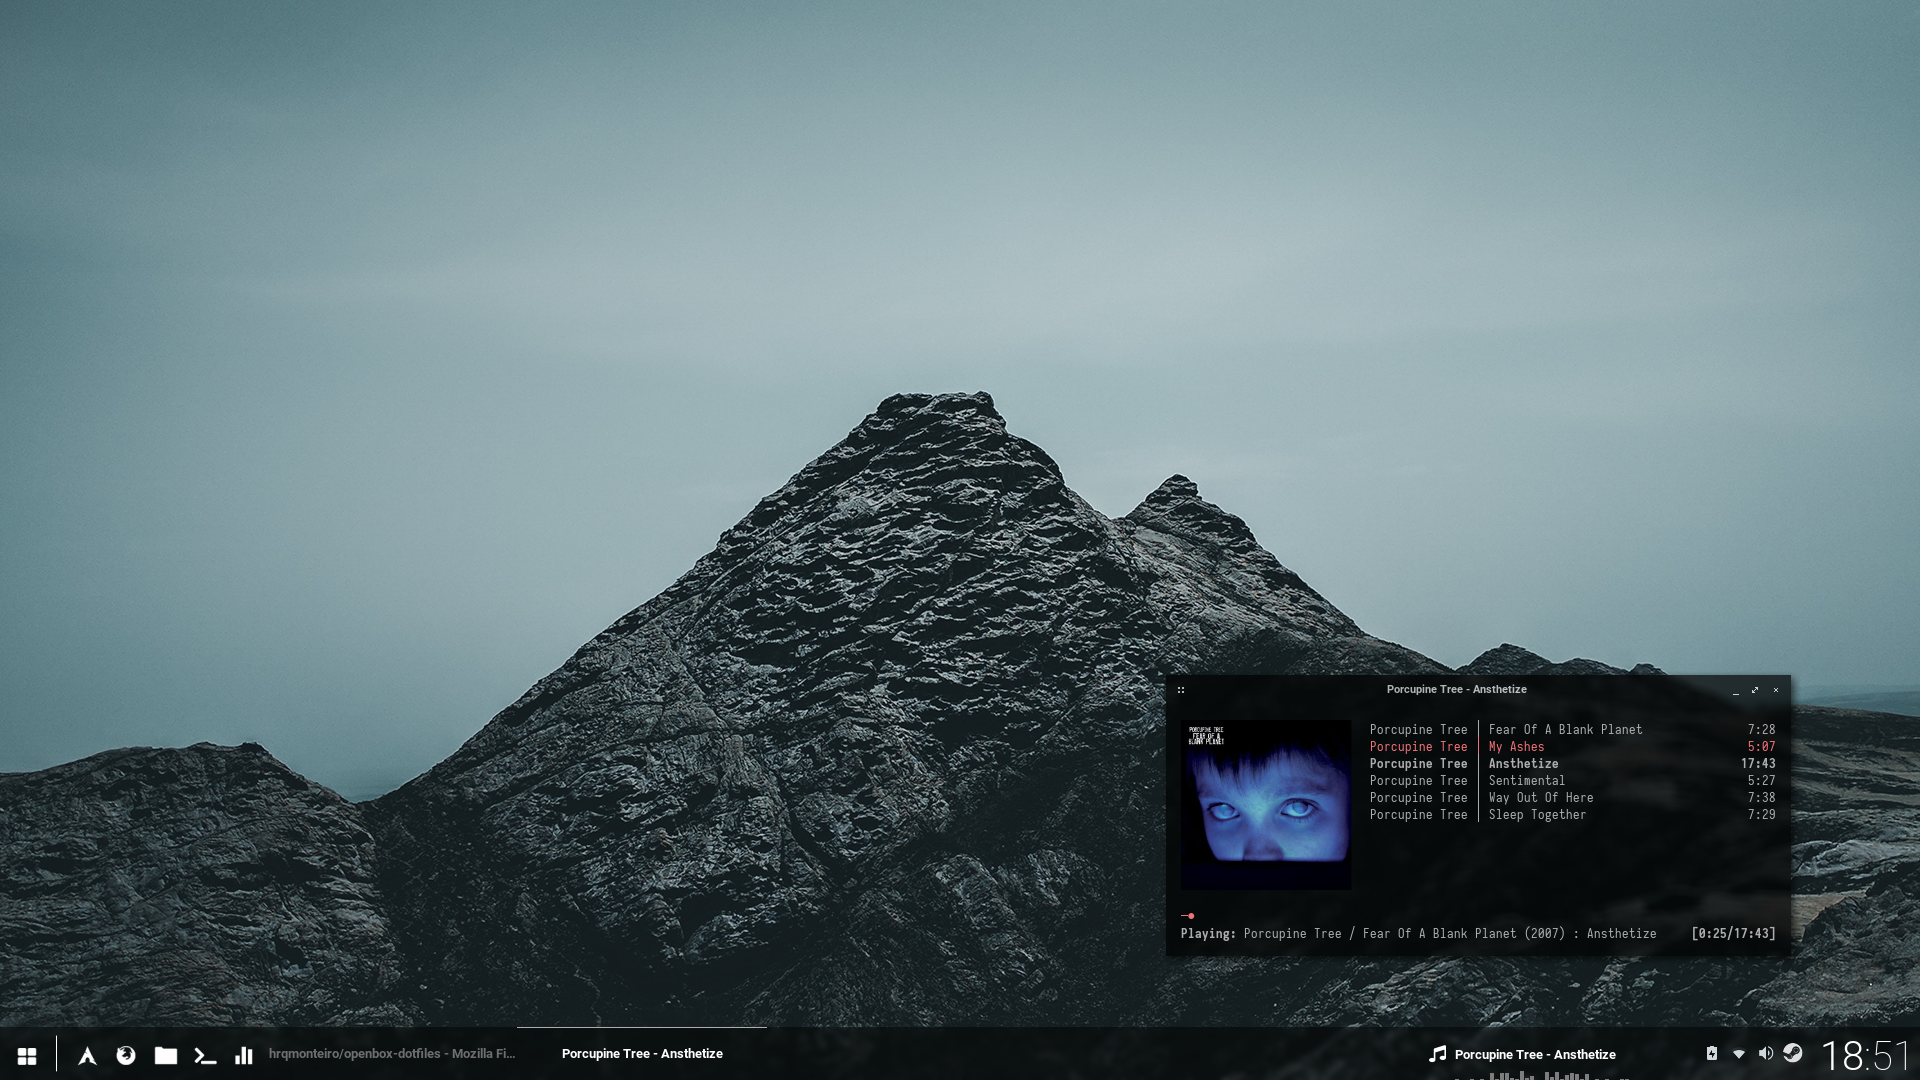 Porcupine Tree - Ansthetize
PORCUPINE TREE
FEAR OF A
BLANK PLANET
Porcupine Tree Fear Of A Blank Planet 7:28
Porcupine Tree My Ashes 5:07
Porcupine Tree Ansthetize 17:43
Porcupine Tree Sentimental 5:27
Porcupine Tree Way Out Of Here 7:38
Porcupine Tree Sleep Together 7:29
Playing: Porcupine Tree / Fear Of A Blank Planet (2007) : Ansthetize [0:25/17:43]
hrqmonteiro/openbox-dotfiles - Mozilla Fi... Porcupine Tree - Ansthetize Porcupine Tree - Ansthetize 18:51